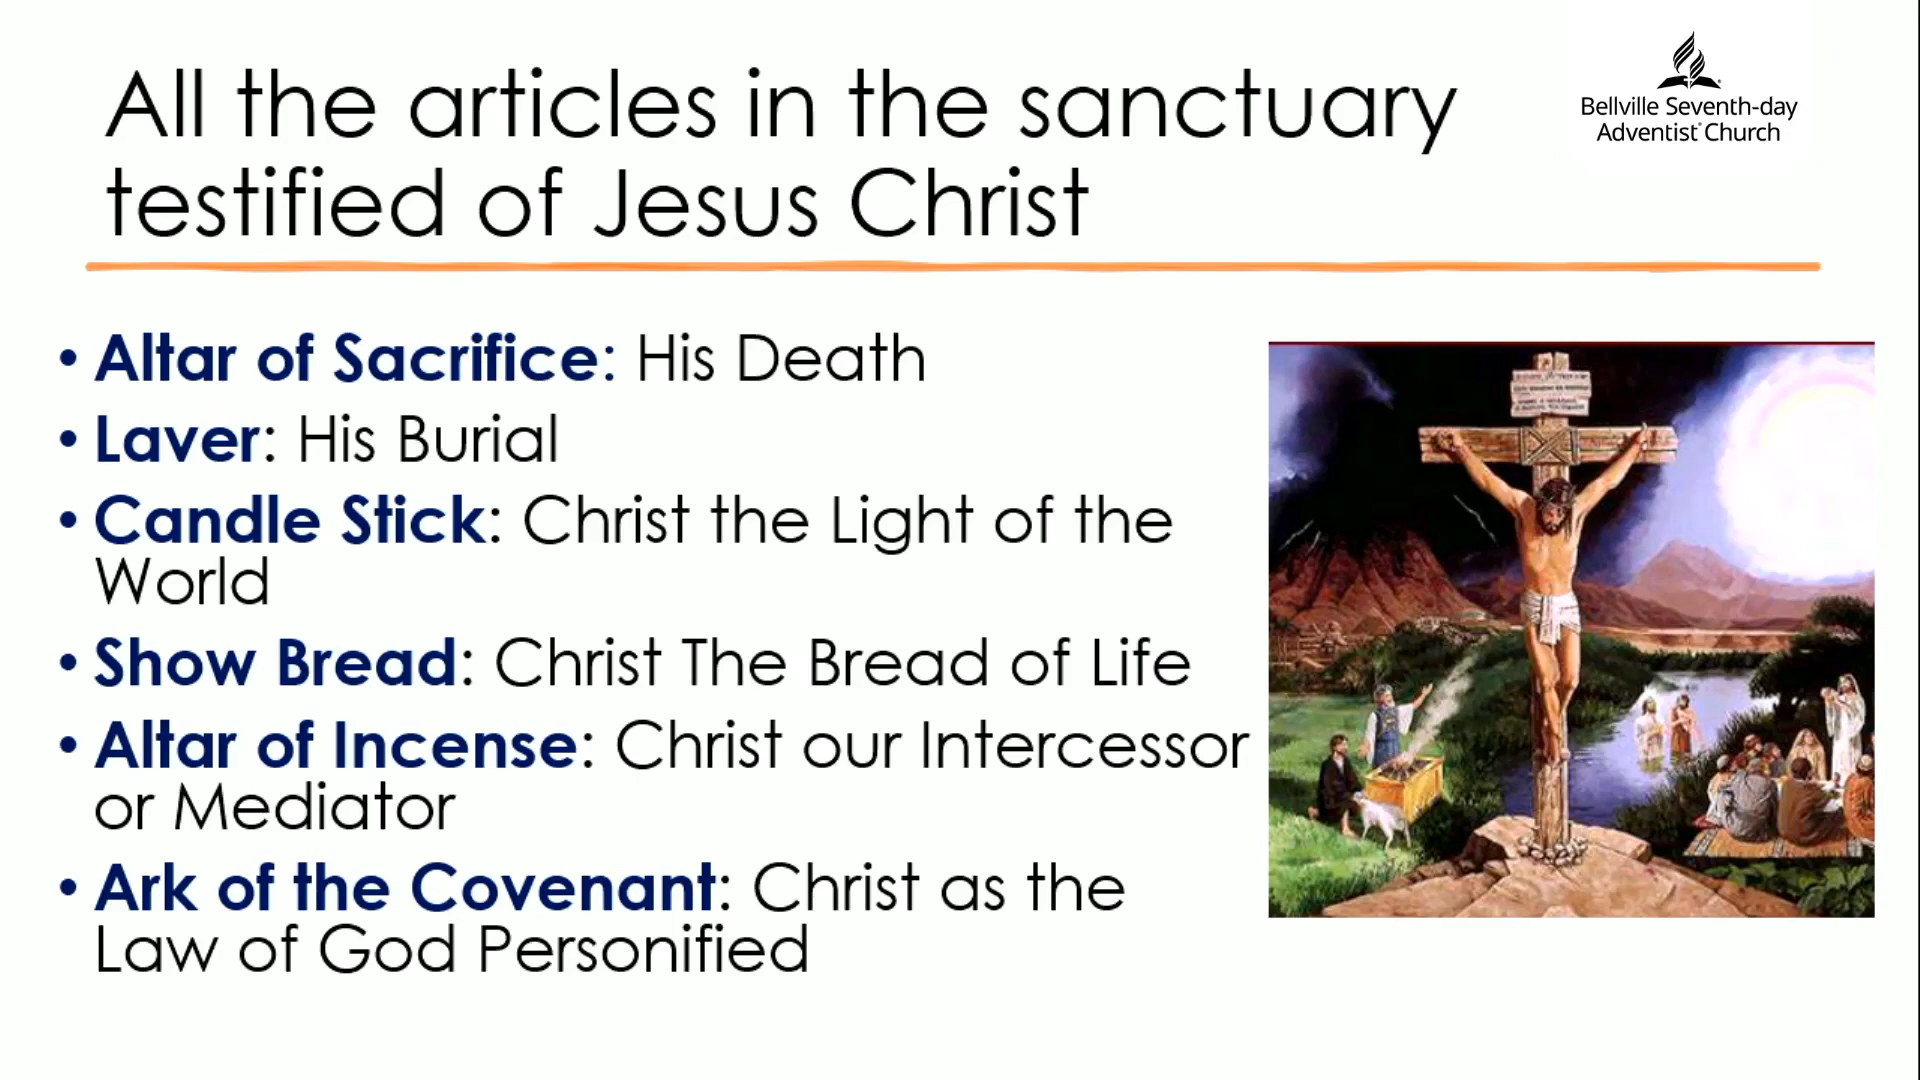 All the articles in the sanctuary
testified of Jesus Christ
Bellville Seventh-day
Adventist Church
• Altar of Sacrifice: His Death
• Laver: His Burial
• Candle Stick: Christ the Light of the
World
• Show Bread: Christ The Bread of Life
• Altar of Incense: Christ our Intercessor
or Mediator
• Ark of the Covenant: Christ as the
Law of God Personified